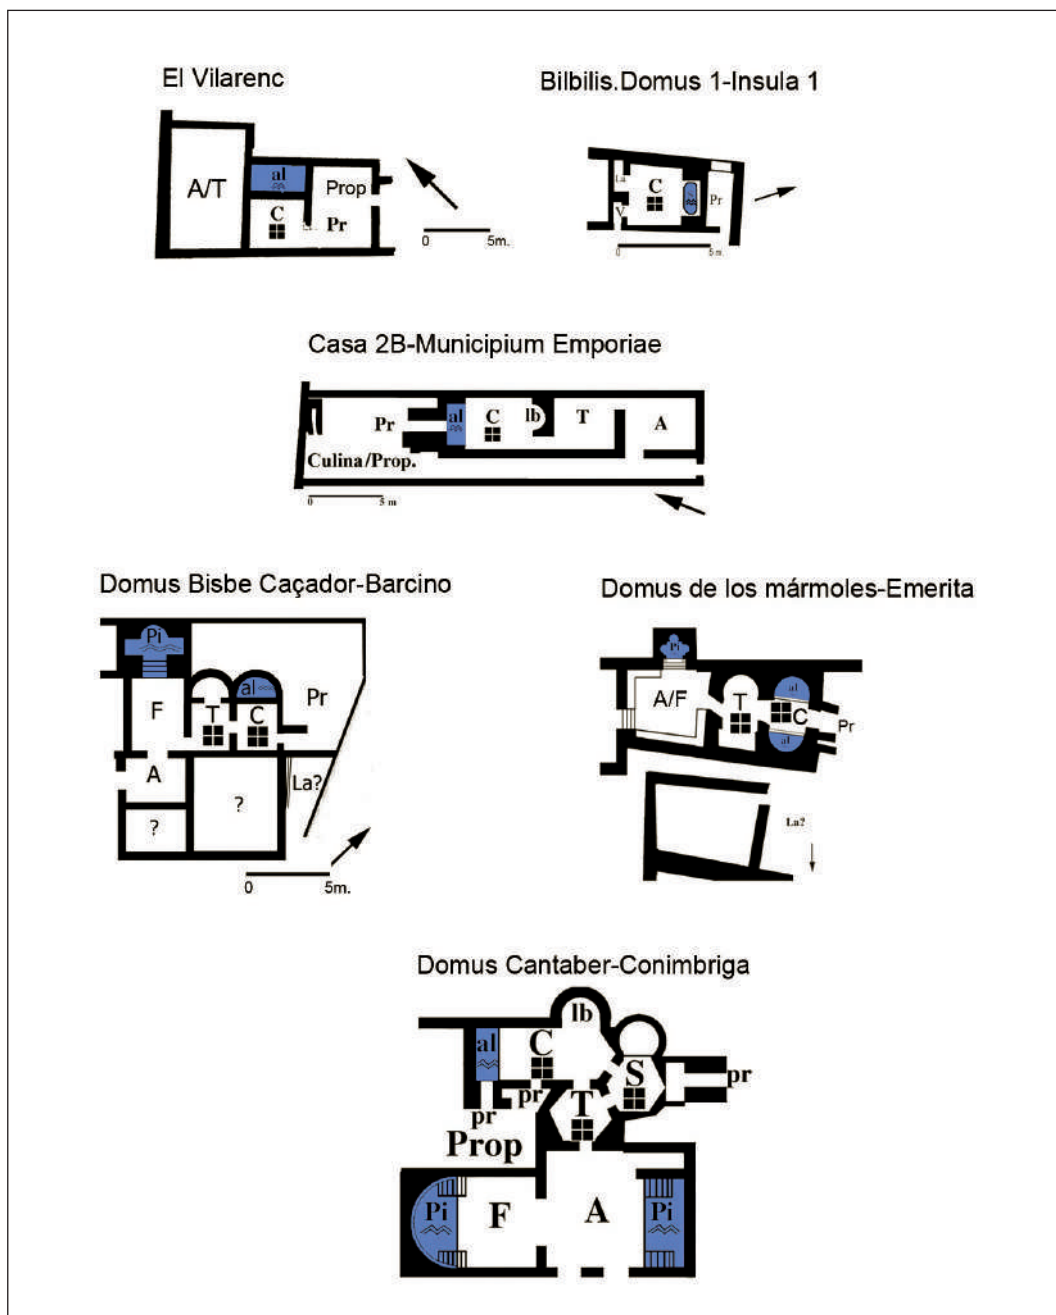 El Vilarenc
Bilbilis.Domus 1-Insula 1
A/T
al
Prop
C
Pr
0 5m.
La
C
S
Pr
V
0 5 m.
Casa 2B-Municipium Emporiae
Pr
al
C
lb
T
A
Culina/Prop.
0 5 m
Domus Bisbe Caçador-Barcino
Pi
F
T
al
C
Pr
A
La?
?
?
0 5m.
Domus de los mármoles-Emerita
Pi
A/F
T
al
C
al
Pr
La?
Domus Cantaber-Conimbriga
lb
al
C
S
pr
pr
pr
T
Prop
Pi
F
A
Pi